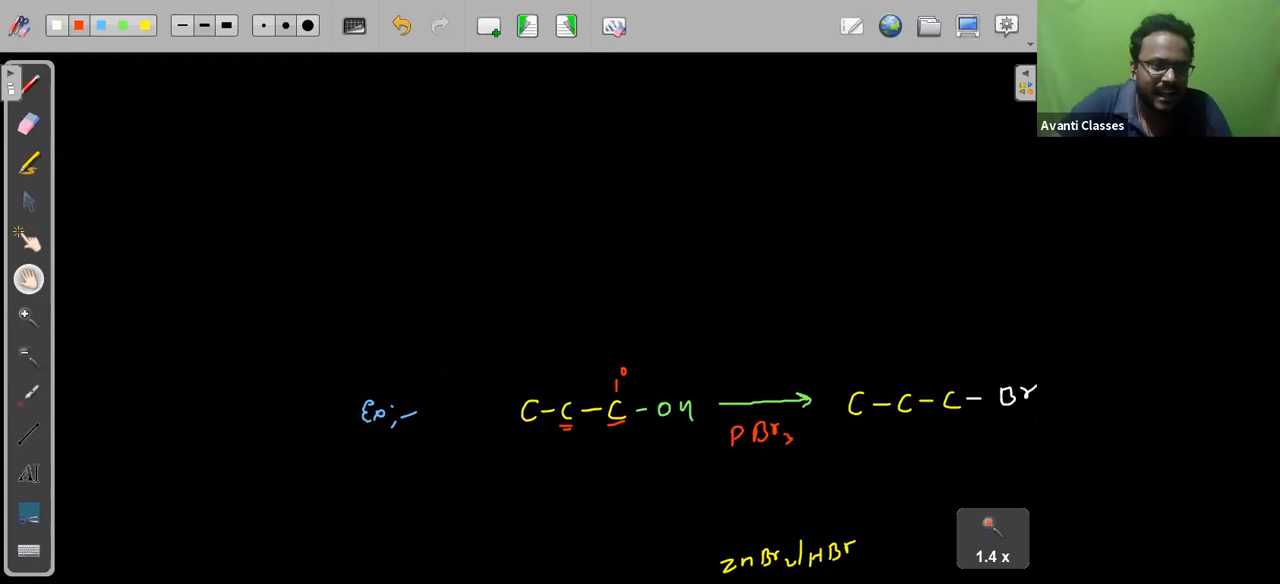 Avanti Classes
1°
Ex:- C-C-C-OH → C-C-C-Br
PBr3
ZnBr2/HBr
1.4 x